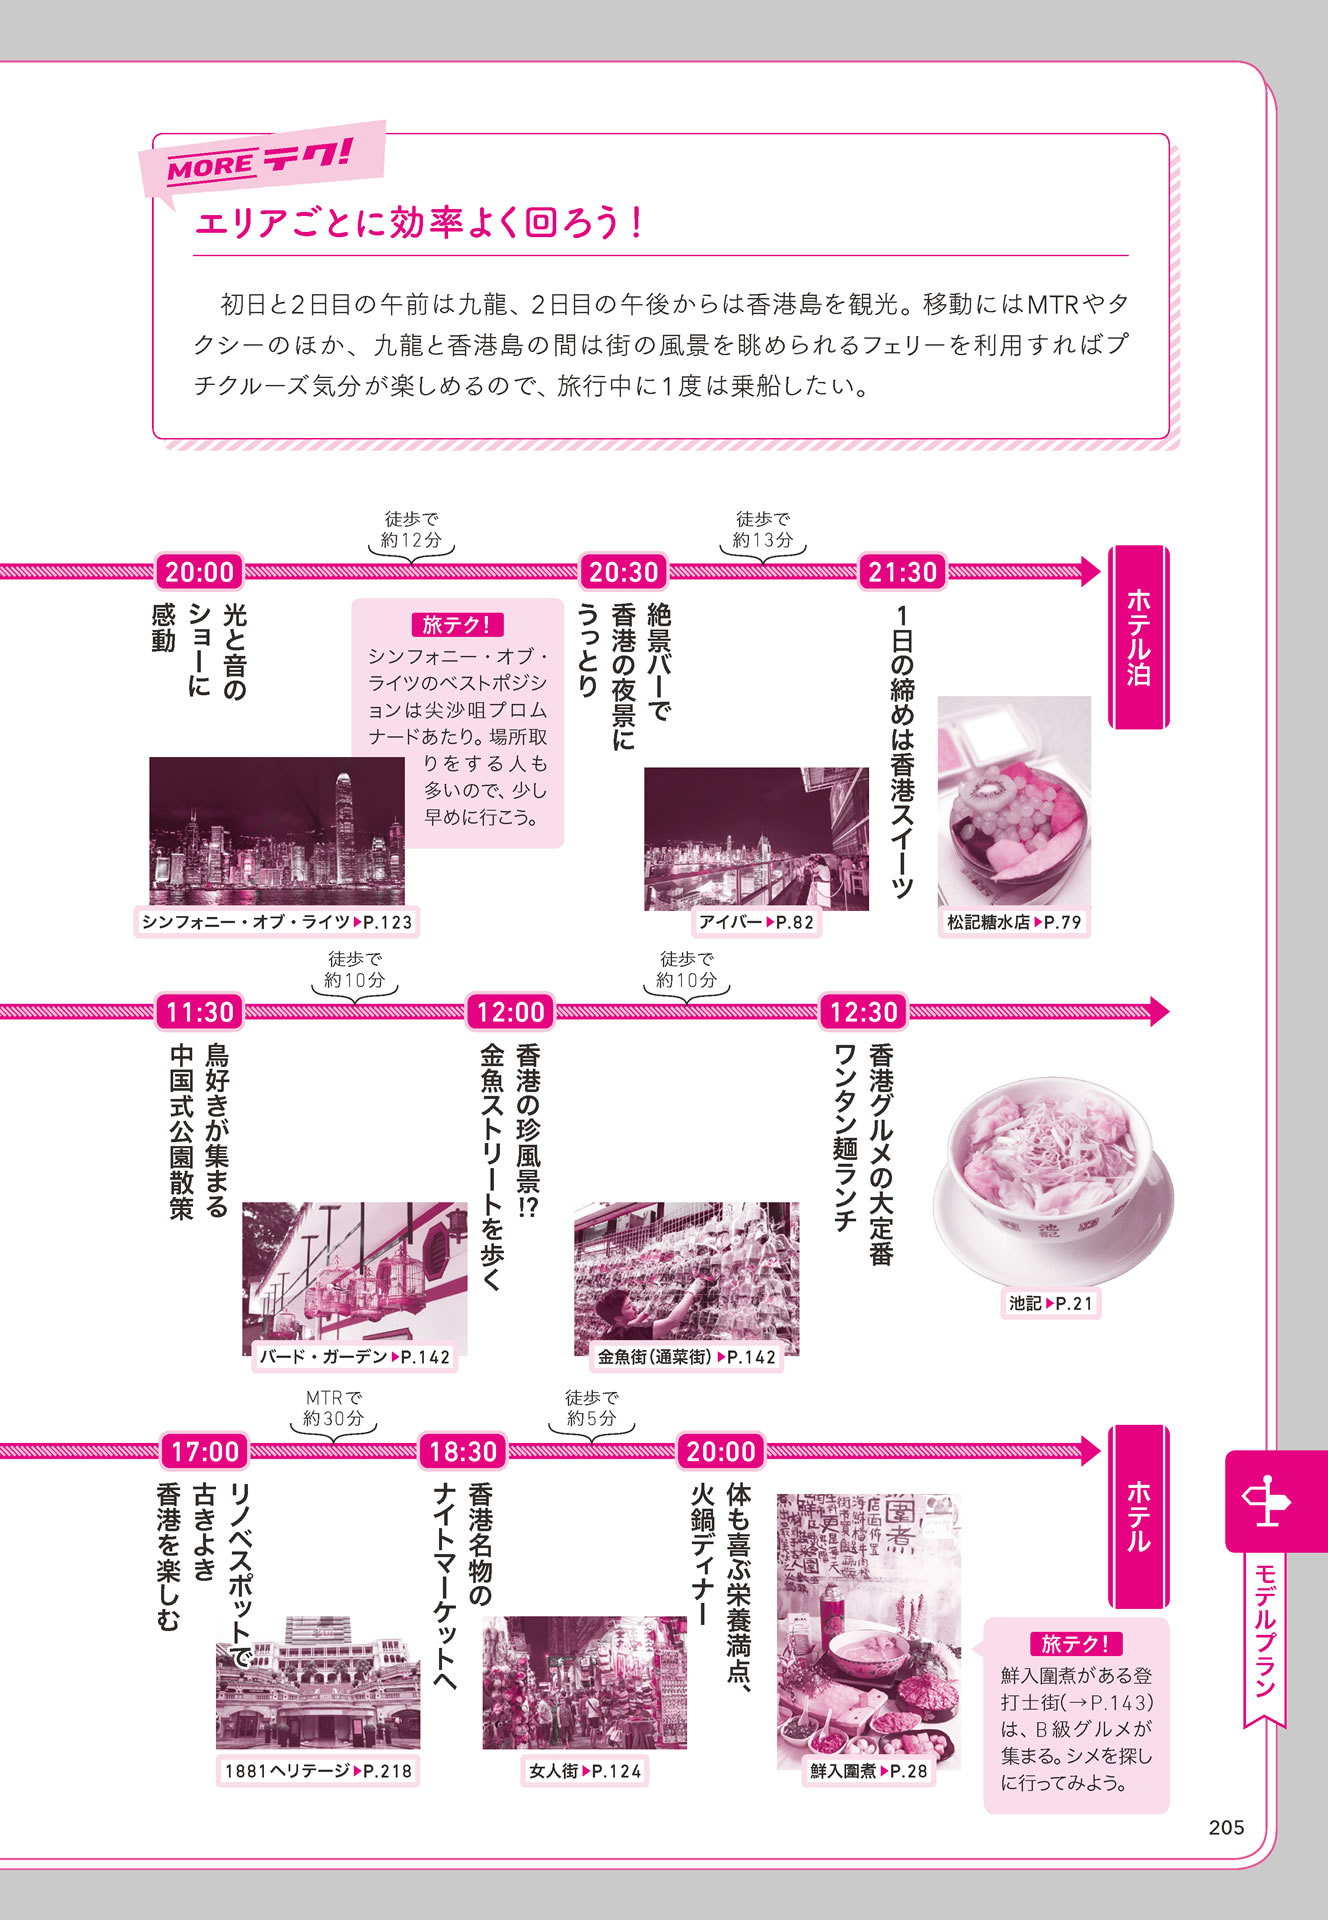 MORE テク！
エリアごとに効率よく回ろう！
初日と2日目の午前は九龍、2日目の午後からは香港島を観光。移動にはMTRやタ
クシーのほか、九龍と香港島の間は街の風景を眺められるフェリーを利用すればプ
チクルーズ気分が楽しめるので、旅行中に1度は乗船したい。
20:00
光と音の
ショーに
感動
シンフォニー・オブ・ライツ▶P.123
徒歩で
約12分
旅テク！
シンフォニー・オブ・
ライツのベストポジシ
ョンは尖沙咀プロム
ナードあたり。場所取
りをする人も
多いので、少し
早めに行こう。
20:30
絶景バーで
香港の夜景に
うっとり
アイバー▶P.82
徒歩で
約13分
21:30
1日の締めは香港スイーツ
松記糖水店▶P.79
ホテル泊
11:30
鳥好きが集まる
中国式公園散策
バード・ガーデン▶P.142
徒歩で
約10分
12:00
香港の珍風景!?
金魚ストリートを歩く
金魚街（通菜街）▶P.142
徒歩で
約10分
12:30
香港グルメの大定番
ワンタン麺ランチ
池記
池記▶P.21
17:00
リノベスポットで
古きよき
香港を楽しむ
1881ヘリテージ▶P.218
MTRで
約30分
18:30
香港名物の
ナイトマーケットへ
女人街▶P.124
徒歩で
約5分
20:00
体も喜ぶ栄養満点、
火鍋ディナー
鮮入圍煮▶P.28
ホテル
旅テク！
鮮入圍煮がある登
打士街(→P.143)
は、B級グルメが
集まる。シメを探し
に行ってみよう。
モデルプラン
205